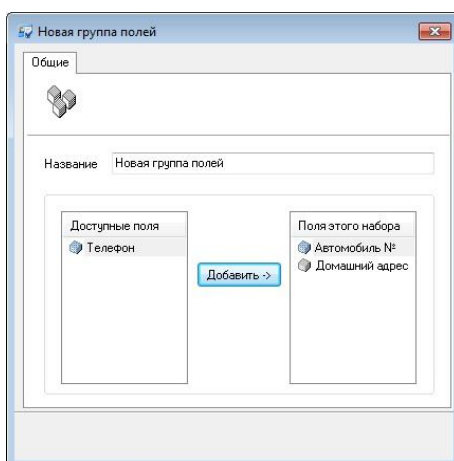 Новая группа полей
Общие
Название Новая группа полей
Доступные поля
Телефон
Добавить ->
Поля этого набора
Автомобиль №
Домашний адрес